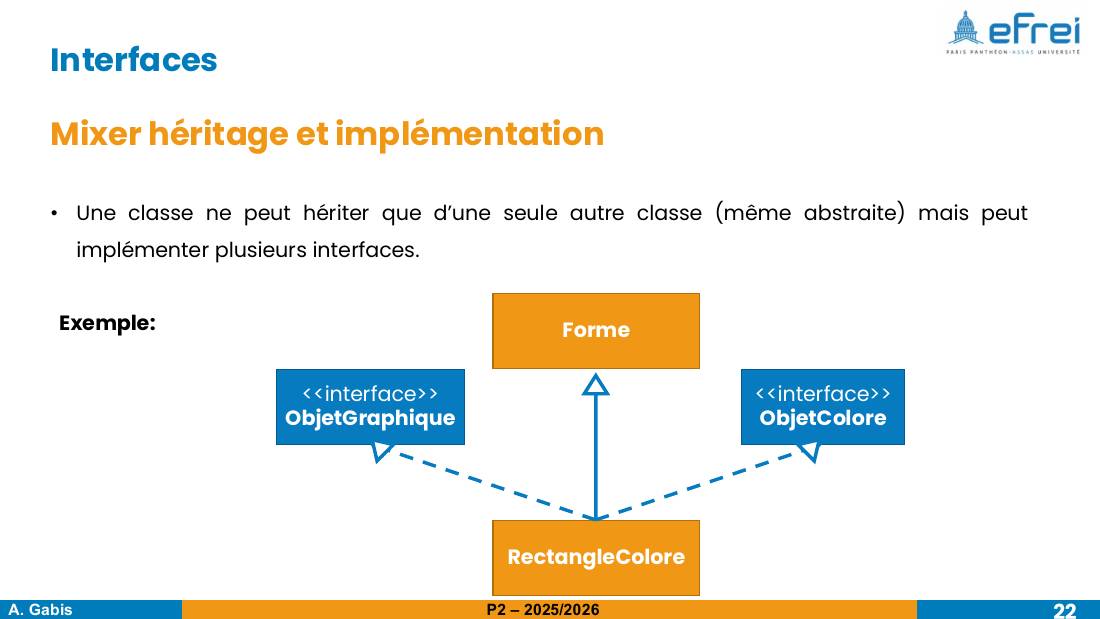 efrei
PARIS PANTHÉON-ASSAS UNIVERSITÉ
Interfaces
Mixer héritage et implémentation
• Une classe ne peut hériter que d’une seule autre classe (même abstraite) mais peut
implémenter plusieurs interfaces.
Exemple:
Forme
<<interface>>
ObjetGraphique
<<interface>>
ObjetColore
RectangleColore
A. Gabis
P2 – 2025/2026
22